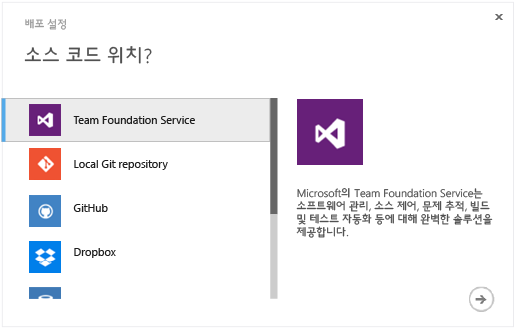 배포 설정
소스 코드 위치?
Team Foundation Service
Local Git repository
GitHub
Dropbox
Microsoft의 Team Foundation Service는
소프트웨어 관리, 소스 제어, 문제 추적, 빌드
및 테스트 자동화 등에 대해 완벽한 솔루션을
제공합니다.